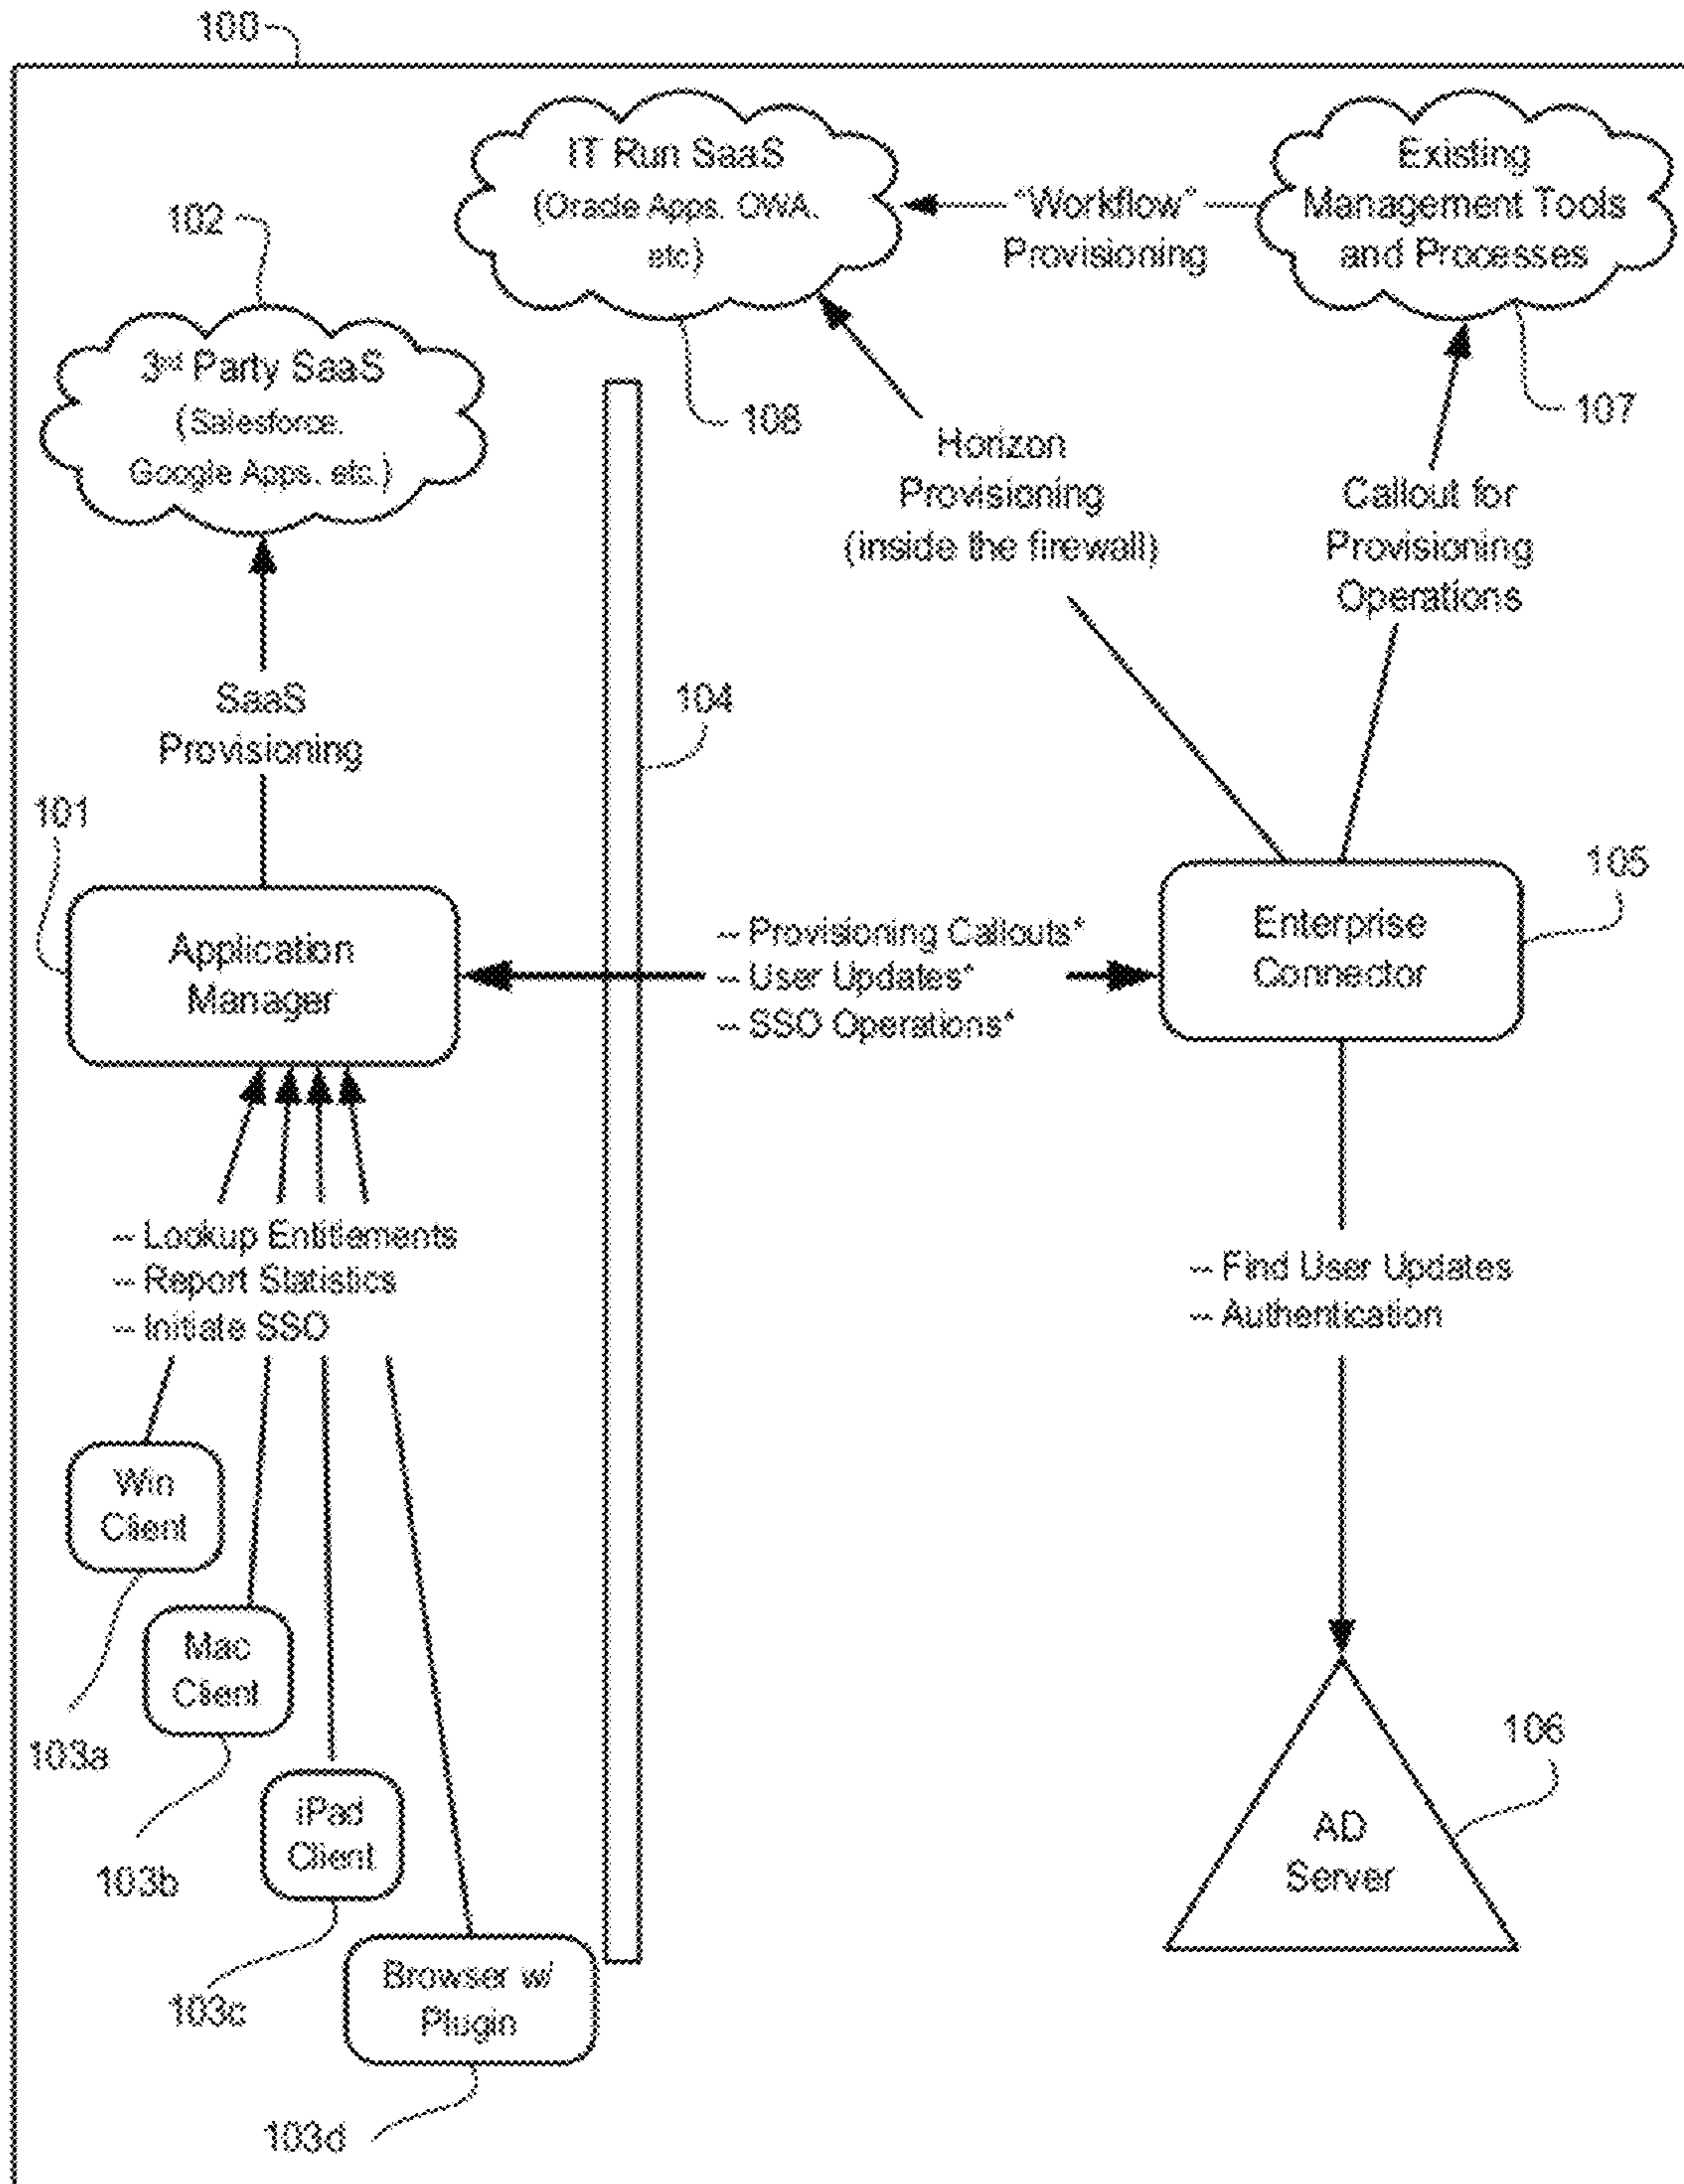 100
IT Run SaaS
(Oracle Apps. OWA.
etc)
108
"Workflow"
Provisioning
Existing
Management Tools
and Processes
107
102
3rd Party SaaS
(Salesforce.
Google Apps. etc.)
Horizon
Provisioning
(inside the firewall)
Callout for
Provisioning
Operations
SaaS
Provisioning
104
101
Application
Manager
-- Provisioning Callouts*
-- User Updates*
-- SSO Operations*
Enterprise
Connector
105
-- Lookup Entitlements
-- Report Statistics
-- Initiate SSO
-- Find User Updates
-- Authentication
Win
Client
103a
Mac
Client
103b
iPad
Client
103c
Browser w/
Plugin
103d
AD
Server
106